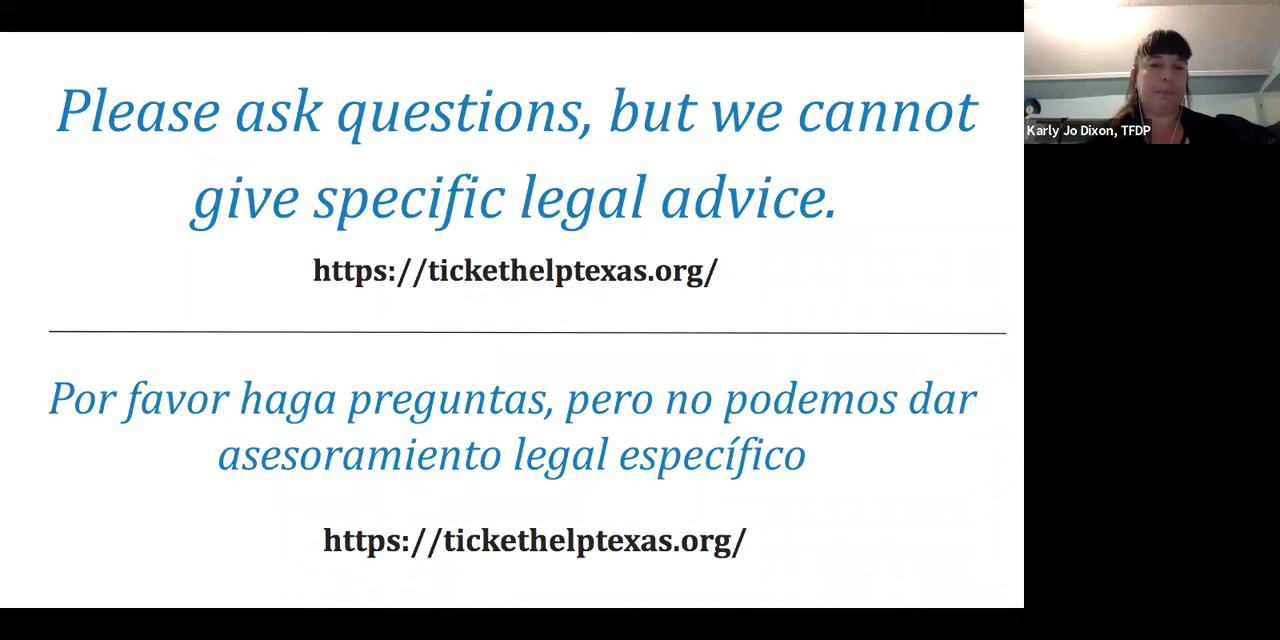 Please ask questions, but we cannot
give specific legal advice.
https://tickethelptexas.org/
Por favor haga preguntas, pero no podemos dar
asesoramiento legal específico
https://tickethelptexas.org/
Karly Jo Dixon, TFDP